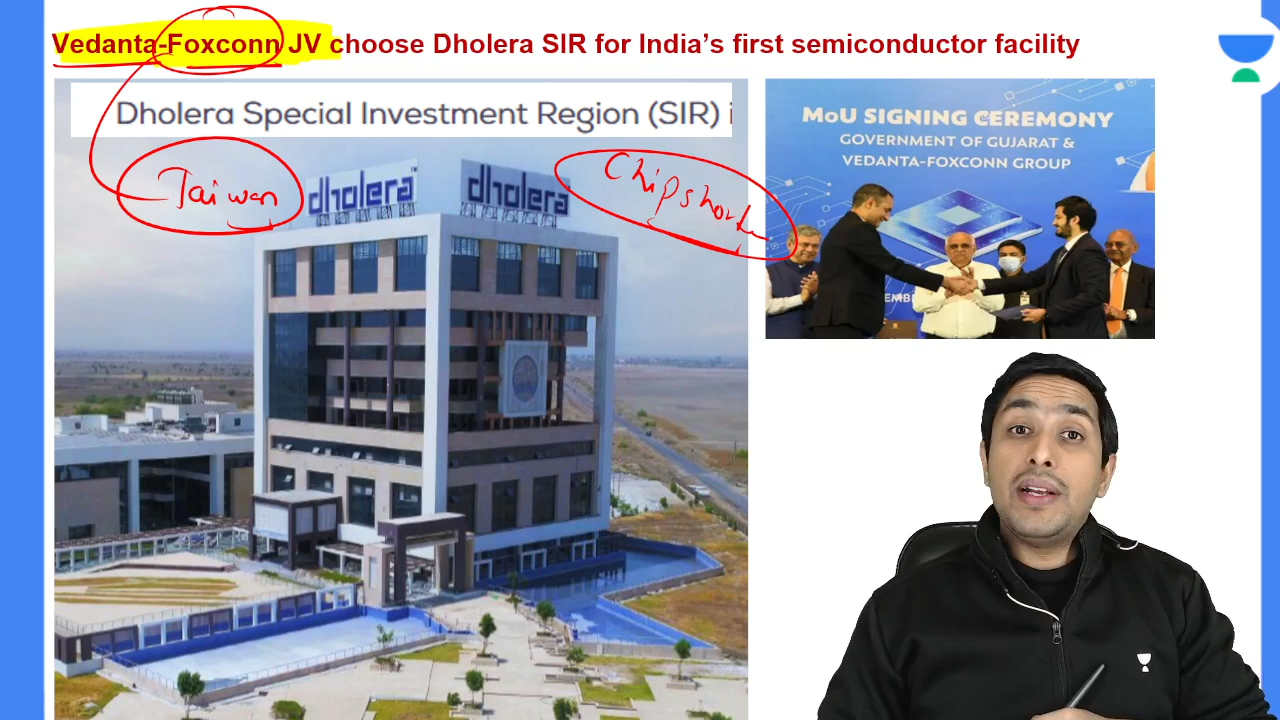 Vedanta-Foxconn JV choose Dholera SIR for India’s first semiconductor facility
Dholera Special Investment Region (SIR) i
Taiwan
Chip
dholera
dholera
MoU SIGNING CEREMONY
GOVERNMENT OF GUJARAT &
VEDANTA-FOXCONN GROUP
EMBE